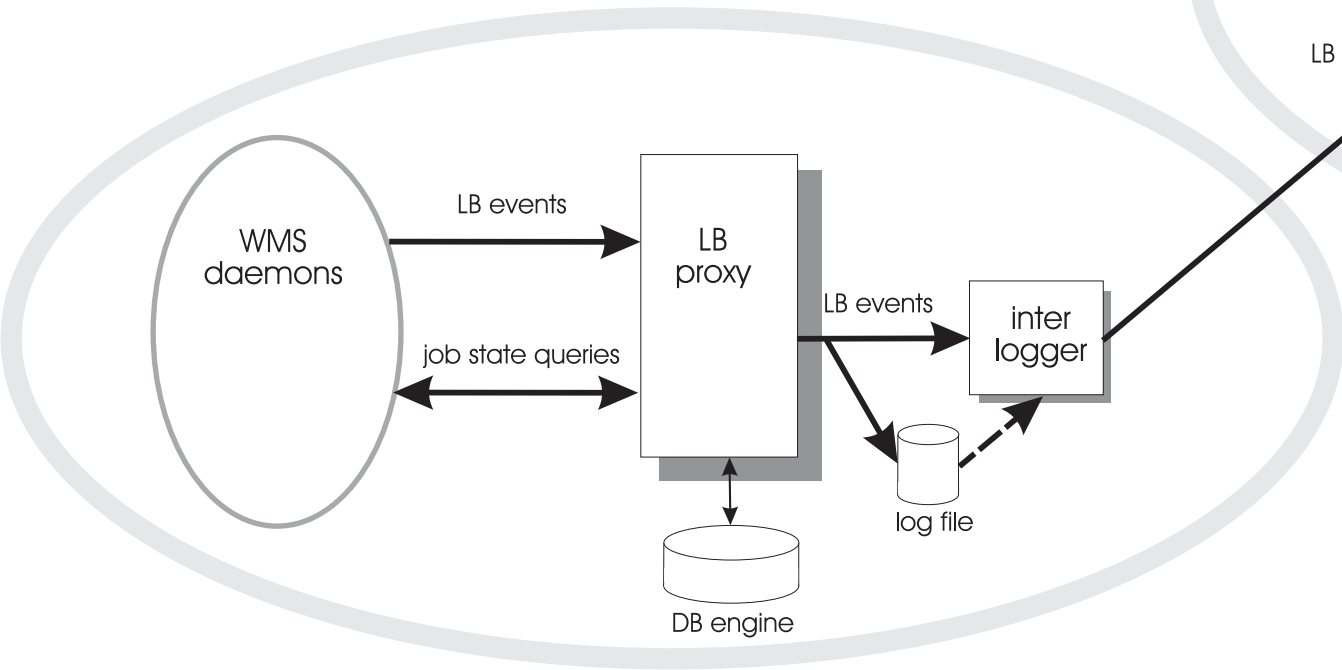 LB
LB events
WMS
daemons
LB
proxy
LB events
inter
logger
job state queries
log file
DB engine